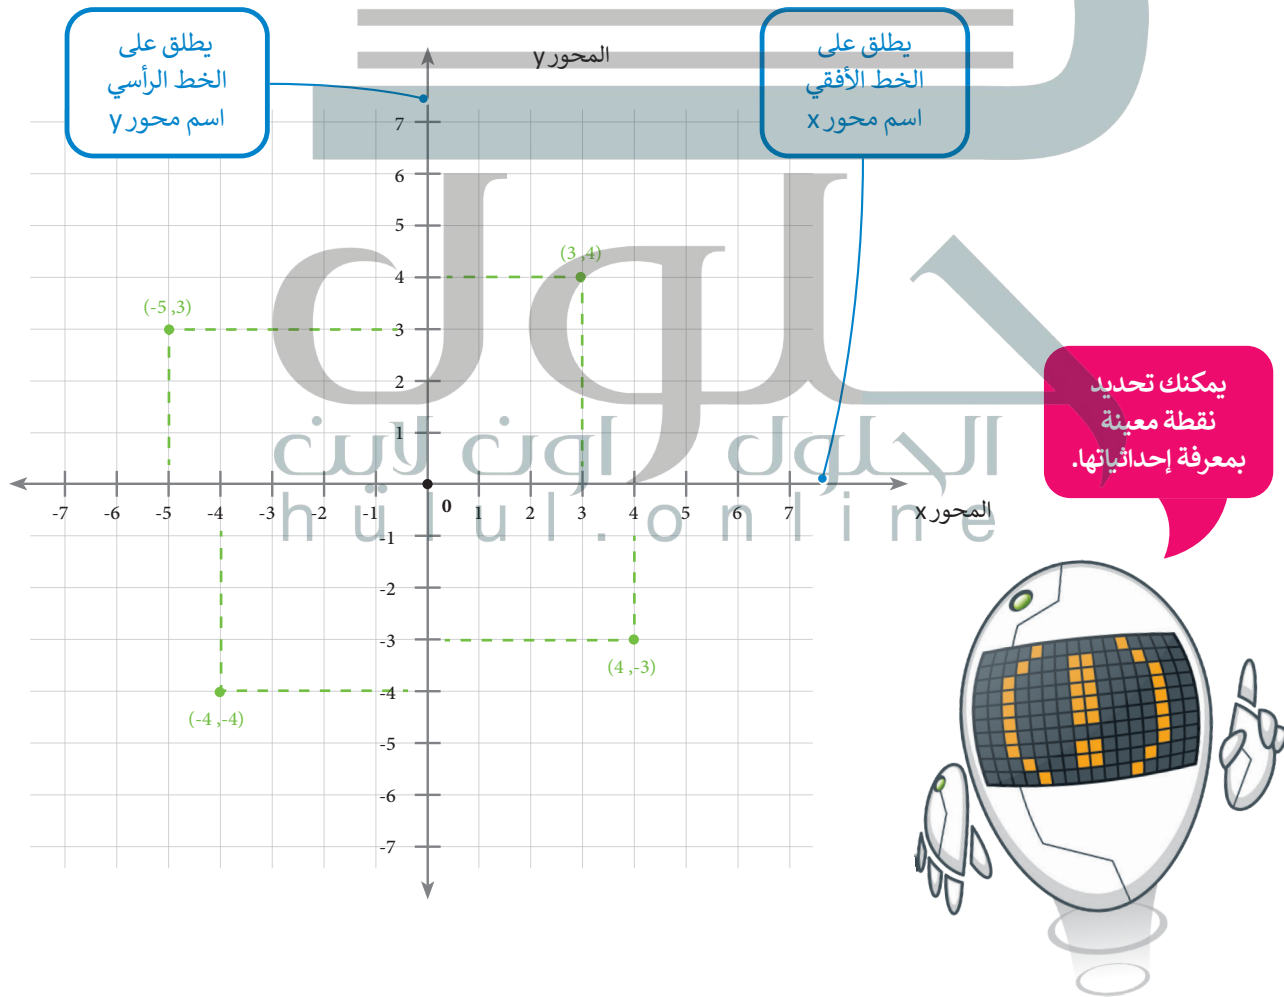 يطلق على
الخط الرأسي
اسم محور y
المحور y
يطلق على
الخط الأفقي
اسم محور x
7
6
5
4
3
2
1
(3 ,4)
(-5 ,3)
حلول
الحلول اون لاين
hulul.online
يمكنك تحديد
نقطة معينة
بمعرفة إحداثياتها.
-7 -6 -5 -4 -3 -2 -1 0 1 2 3 4 5 6 7
المحور x
-1
-2
-3
-4
-5
-6
-7
(4 ,-3)
(-4 ,-4)